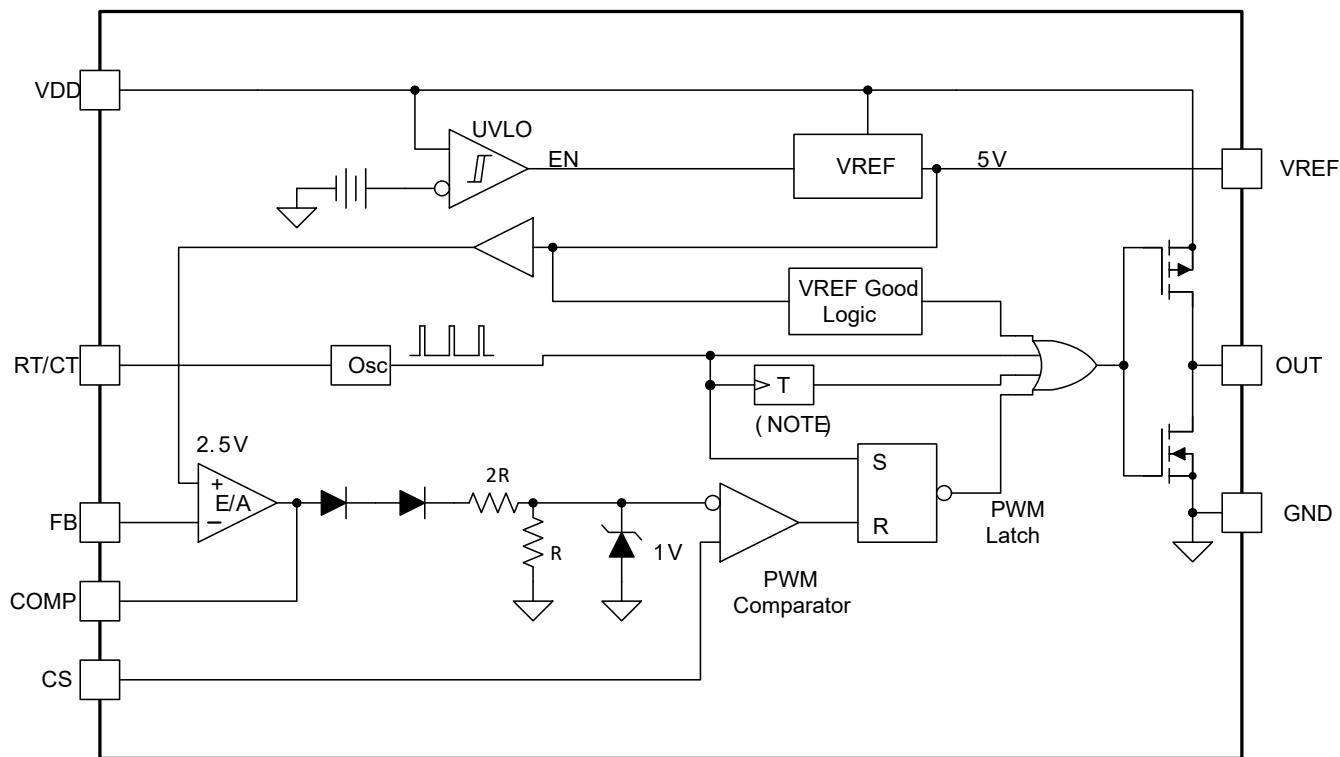 VDD
UVLO
EN
VREF
5V
VREF
VREF Good
Logic
RT/CT
Osc
T
(NOTE)
OUT
2.5V
+
E/A
−
FB
2R
R
1V
S
R
PWM
Latch
GND
COMP
PWM
Comparator
CS